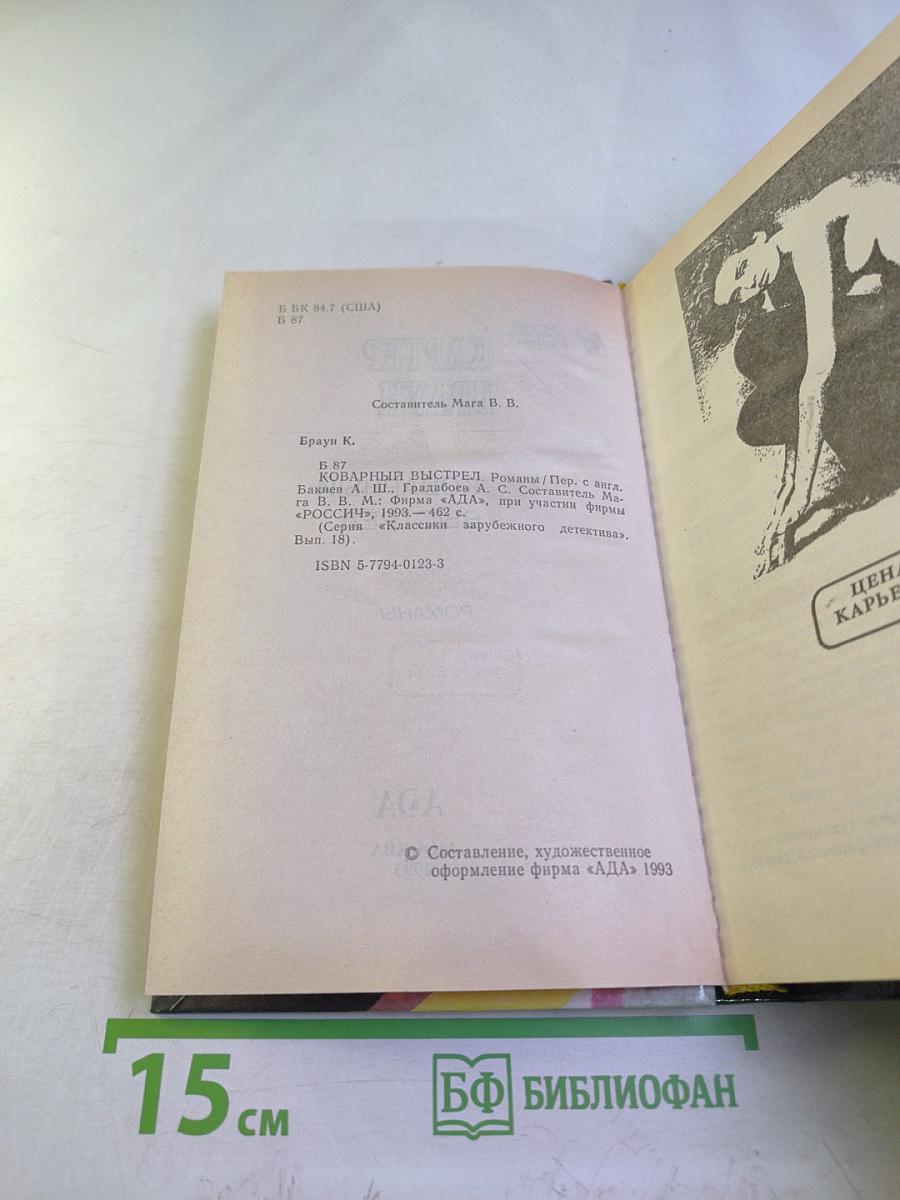 Б БК 84.7 (США)
Б 87
Составитель Мага В. В.
Браун К.
Б 87
КОВАРНЫЙ ВЫСТРЕЛ. Романы / Пер. с англ.
Бакиев А. Ш., Градабоев А. С. Составитель Ма-
га В. В. М.: Фирма «АДА», при участии фирмы
«РОССИЧ», 1993.— 462 с.
(Серия «Классики зарубежного детектива».
Вып. 18).
ISBN 5-7794-0123-3
© Составление, художественное
оформление фирма «АДА» 1993
ЦЕНА
КАРЬЕ
15 см
БФ БИБЛИОФАН